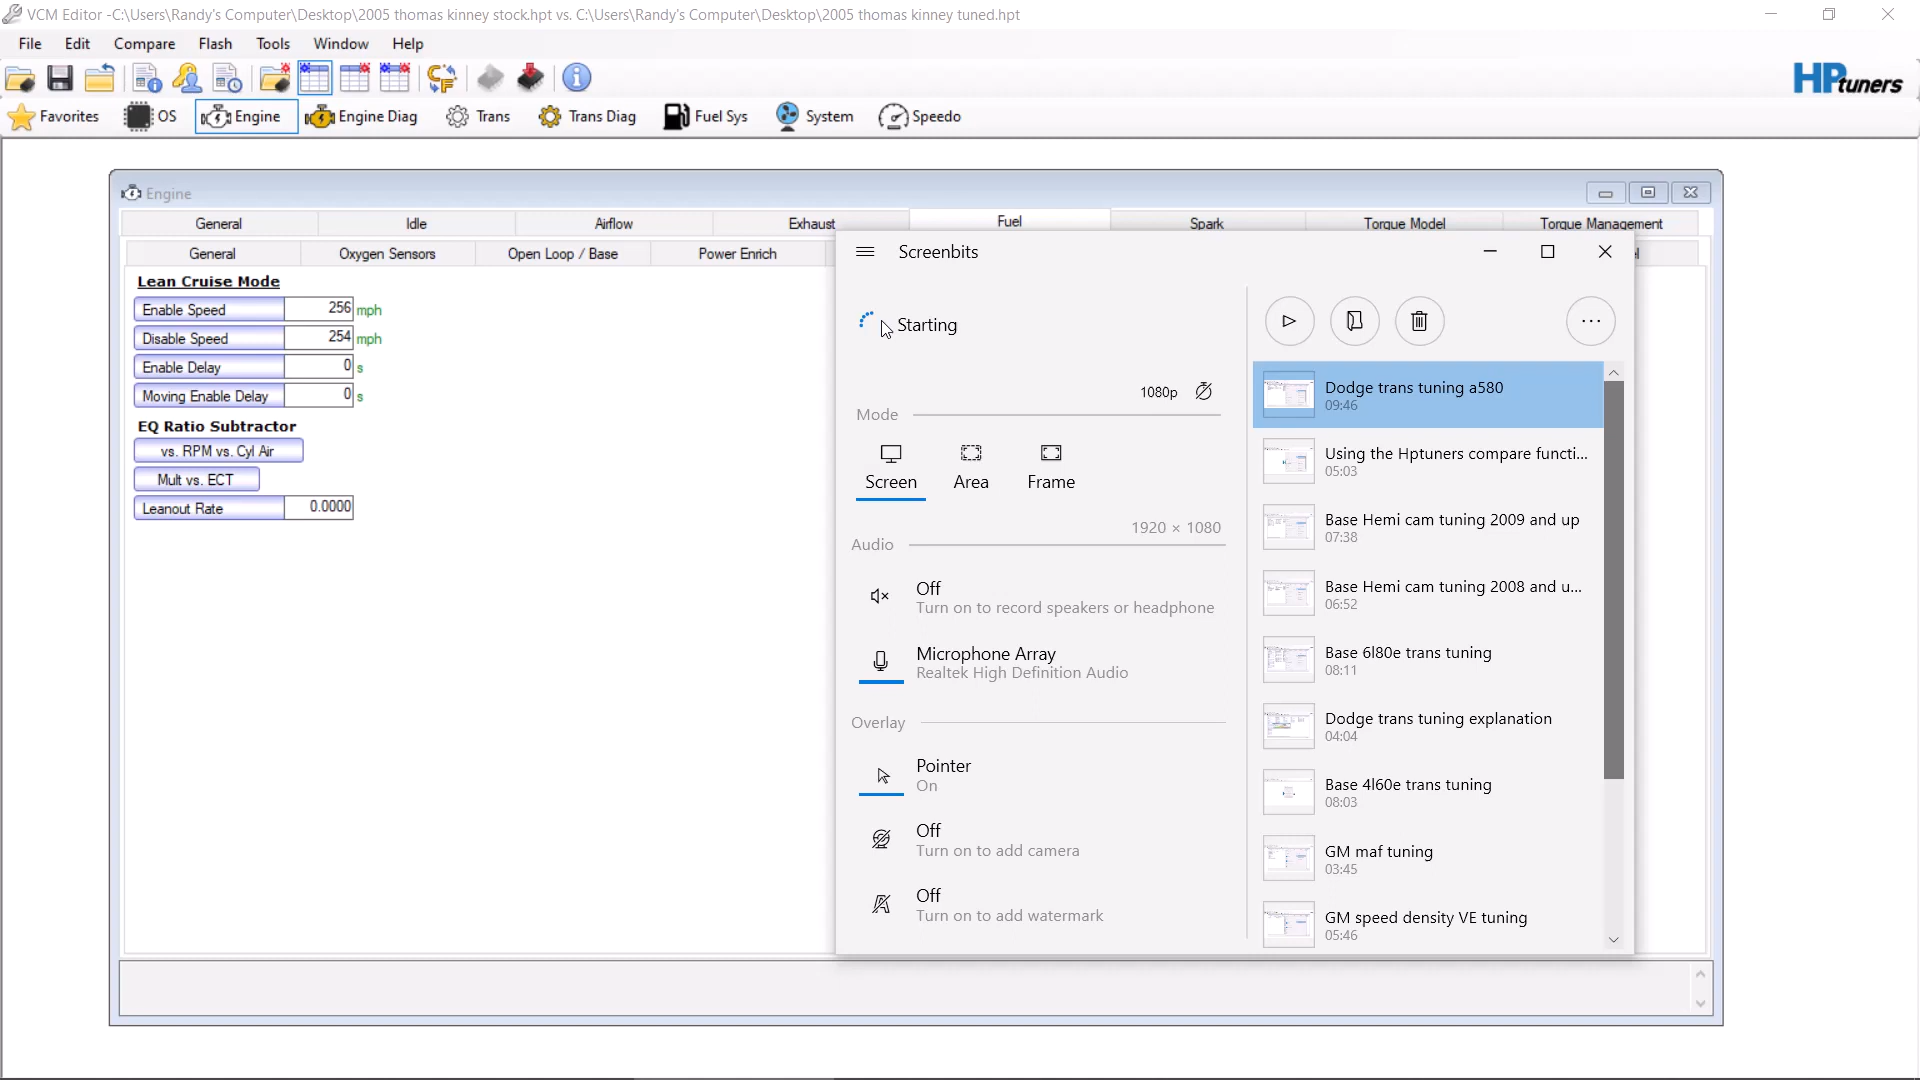 VCM Editor -C:\Users\Randy's Computer\Desktop\2005 thomas kinney stock.hpt vs. C:\Users\Randy's Computer\Desktop\2005 thomas kinney tuned.hpt
File Edit Compare Flash Tools Window Help
HPtuners
Favorites OS Engine Engine Diag Trans Trans Diag Fuel Sys System Speedo
Engine
General Idle Airflow Exhaust Fuel Spark Torque Model Torque Management
General Oxygen Sensors Open Loop / Base Power Enrich
Lean Cruise Mode
Enable Speed 256 mph
Disable Speed 254 mph
Enable Delay 0 s
Moving Enable Delay 0 s
EQ Ratio Subtractor
vs. RPM vs. Cyl Air
Mult vs. ECT
Leanout Rate 0.0000
Screenbits
Starting
1080p
Mode
Screen Area Frame
1920 × 1080
Audio
Off
Turn on to record speakers or headphone
Microphone Array
Realtek High Definition Audio
Overlay
Pointer
On
Off
Turn on to add camera
Off
Turn on to add watermark
Dodge trans tuning a580
09:46
Using the Hptuners compare functi...
05:03
Base Hemi cam tuning 2009 and up
07:38
Base Hemi cam tuning 2008 and u...
06:52
Base 6l80e trans tuning
08:11
Dodge trans tuning explanation
04:04
Base 4l60e trans tuning
08:03
GM maf tuning
03:45
GM speed density VE tuning
05:46